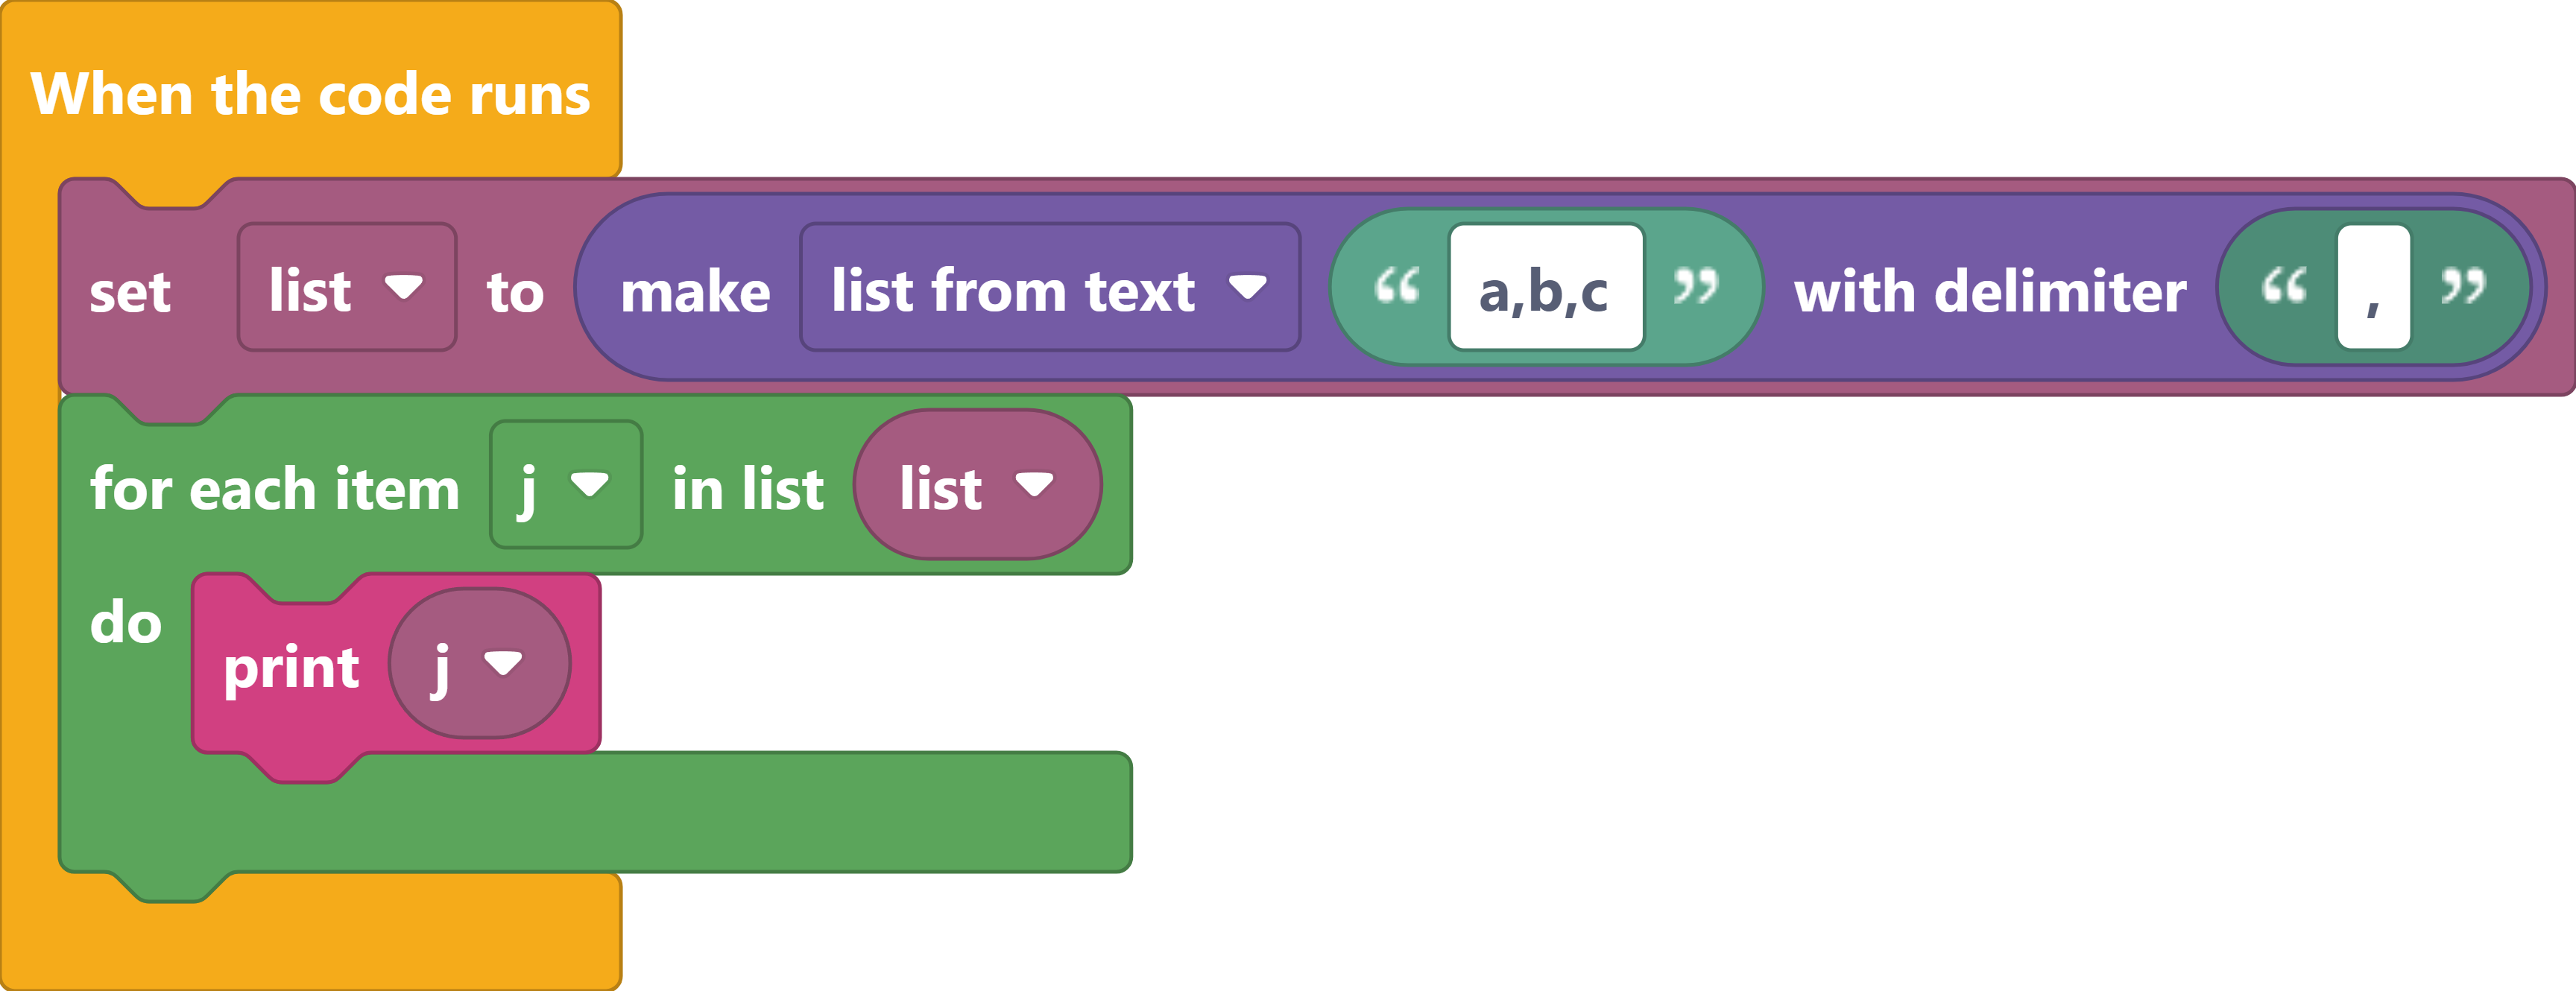 When the code runs
set list to make list from text “ a,b,c ” with delimiter “ , ”
for each item j in list list
do
print j